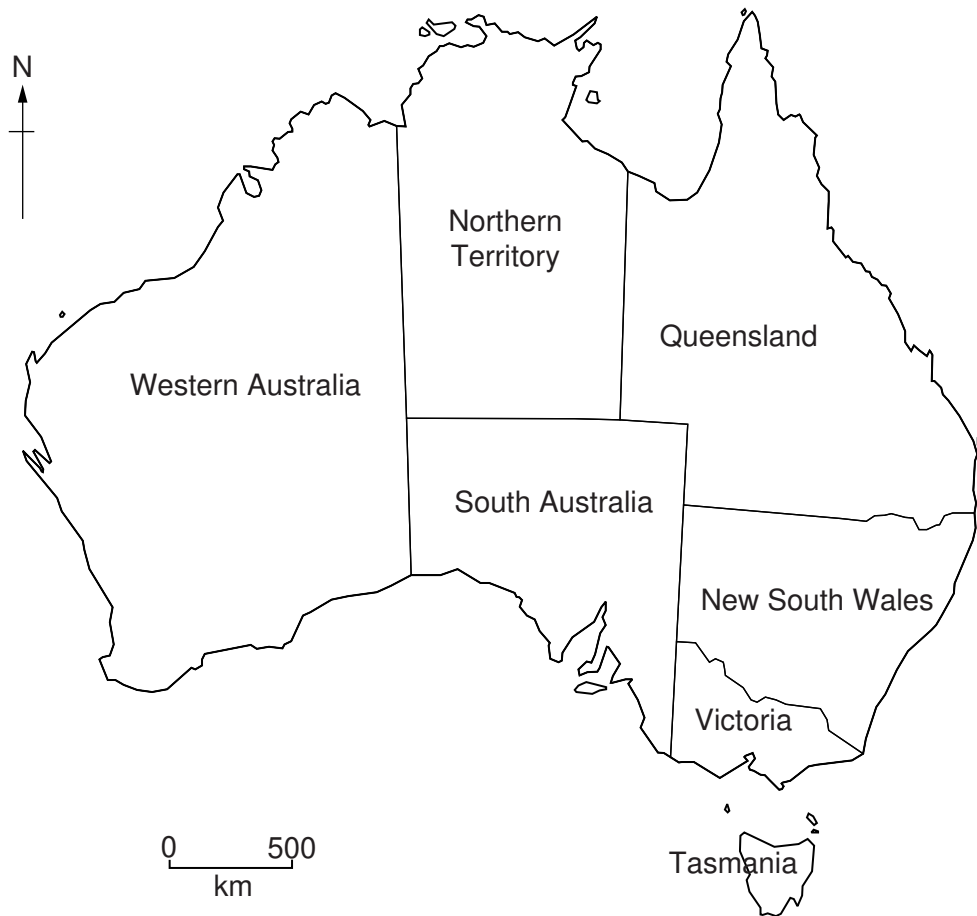 N
Northern
Territory
Queensland
Western Australia
South Australia
New South Wales
Victoria
0 500
km
Tasmania